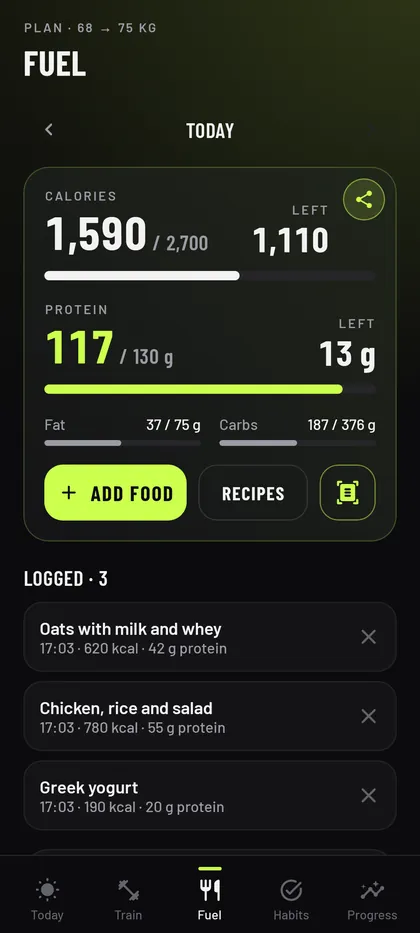 PLAN · 68 → 75 KG
FUEL
TODAY
CALORIES
1,590 / 2,700
LEFT
1,110
PROTEIN
117 / 130 g
LEFT
13 g
Fat 37 / 75 g
Carbs 187 / 376 g
+ ADD FOOD
RECIPES
LOGGED · 3
Oats with milk and whey
17:03 · 620 kcal · 42 g protein
Chicken, rice and salad
17:03 · 780 kcal · 55 g protein
Greek yogurt
17:03 · 190 kcal · 20 g protein
Today
Train
Fuel
Habits
Progress